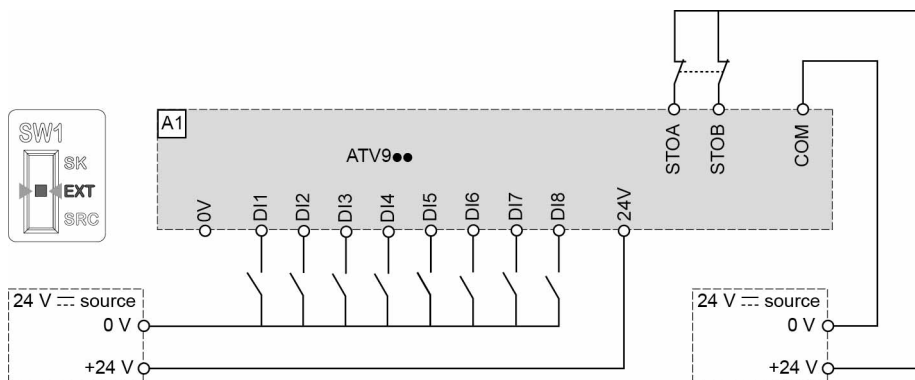 SW1
SK
EXT
SRC
A1
ATV9●●
STOA
STOB
COM
0V
DI1
DI2
DI3
DI4
DI5
DI6
DI7
DI8
24V
24 V ⎓ source
0 V
+24 V
24 V ⎓ source
0 V
+24 V